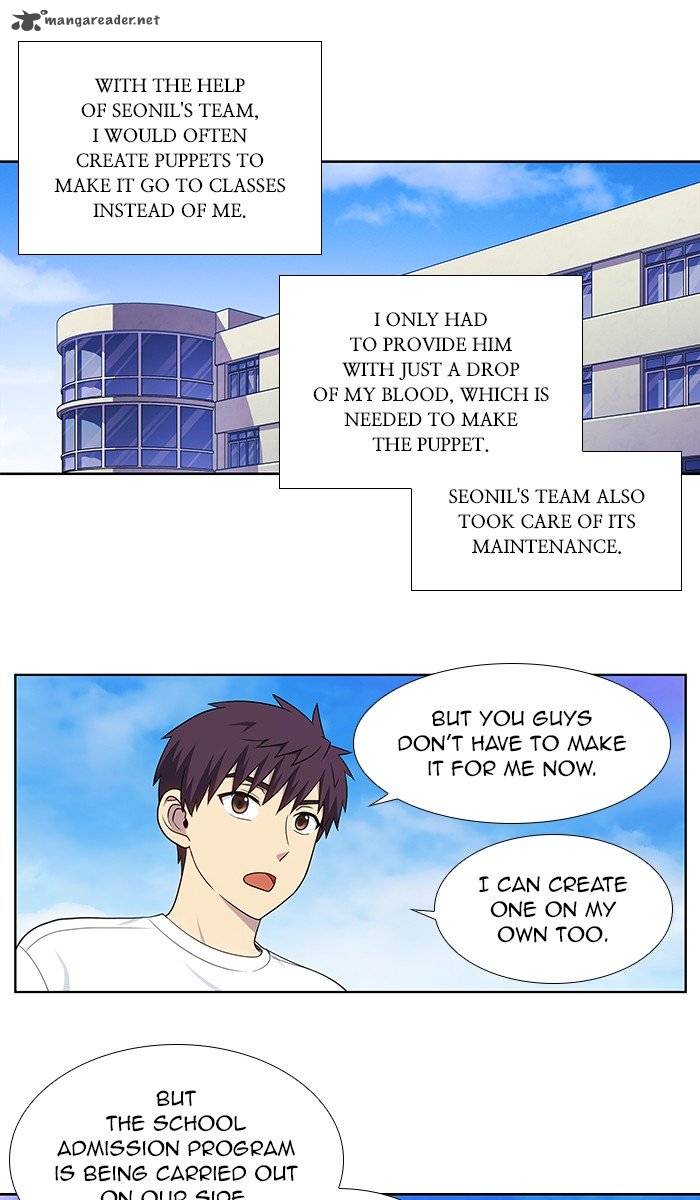 mangareader.net
WITH THE HELP
OF SEONIL'S TEAM,
I WOULD OFTEN
CREATE PUPPETS TO
MAKE IT GO TO CLASSES
INSTEAD OF ME.
I ONLY HAD
TO PROVIDE HIM
WITH JUST A DROP
OF MY BLOOD, WHICH IS
NEEDED TO MAKE
THE PUPPET.
SEONIL'S TEAM ALSO
TOOK CARE OF ITS
MAINTENANCE.
BUT YOU GUYS
DON'T HAVE TO MAKE
IT FOR ME NOW.
I CAN CREATE
ONE ON MY
OWN TOO.
BUT
THE SCHOOL
ADMISSION PROGRAM
IS BEING CARRIED OUT
ON OUR SIDE